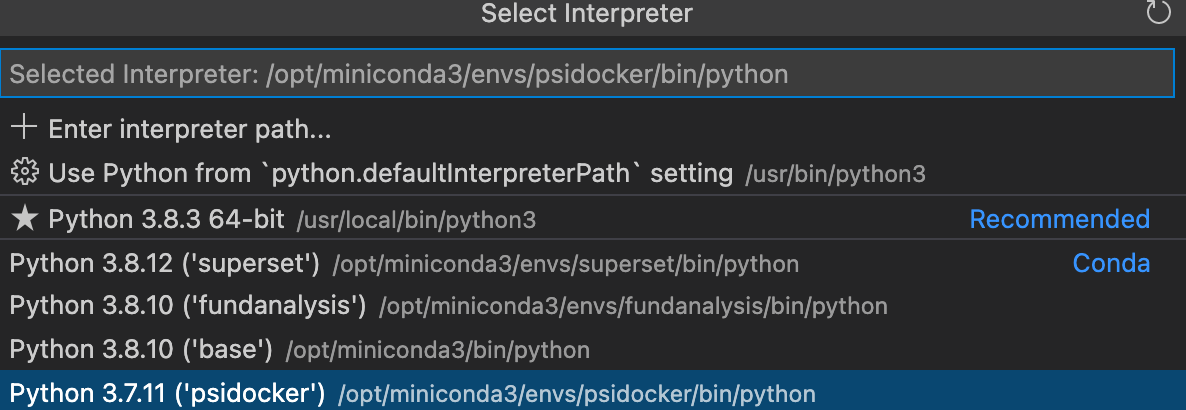 Select Interpreter
Selected Interpreter: /opt/miniconda3/envs/psidocker/bin/python
Enter interpreter path...
Use Python from `python.defaultInterpreterPath` setting /usr/bin/python3
Python 3.8.3 64-bit /usr/local/bin/python3 Recommended
Python 3.8.12 ('superset') /opt/miniconda3/envs/superset/bin/python Conda
Python 3.8.10 ('fundanalysis') /opt/miniconda3/envs/fundanalysis/bin/python
Python 3.8.10 ('base') /opt/miniconda3/bin/python
Python 3.7.11 ('psidocker') /opt/miniconda3/envs/psidocker/bin/python